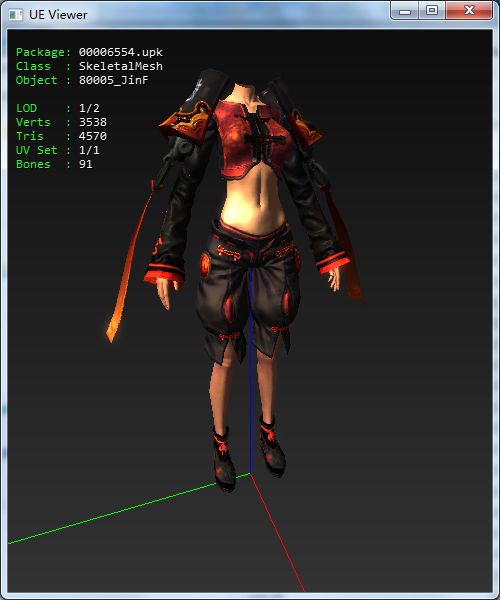 UE Viewer
Package: 00006554.upk
Class : SkeletalMesh
Object : 80005_JinF
LOD : 1/2
Verts : 3538
Tris : 4570
UV Set : 1/1
Bones : 91